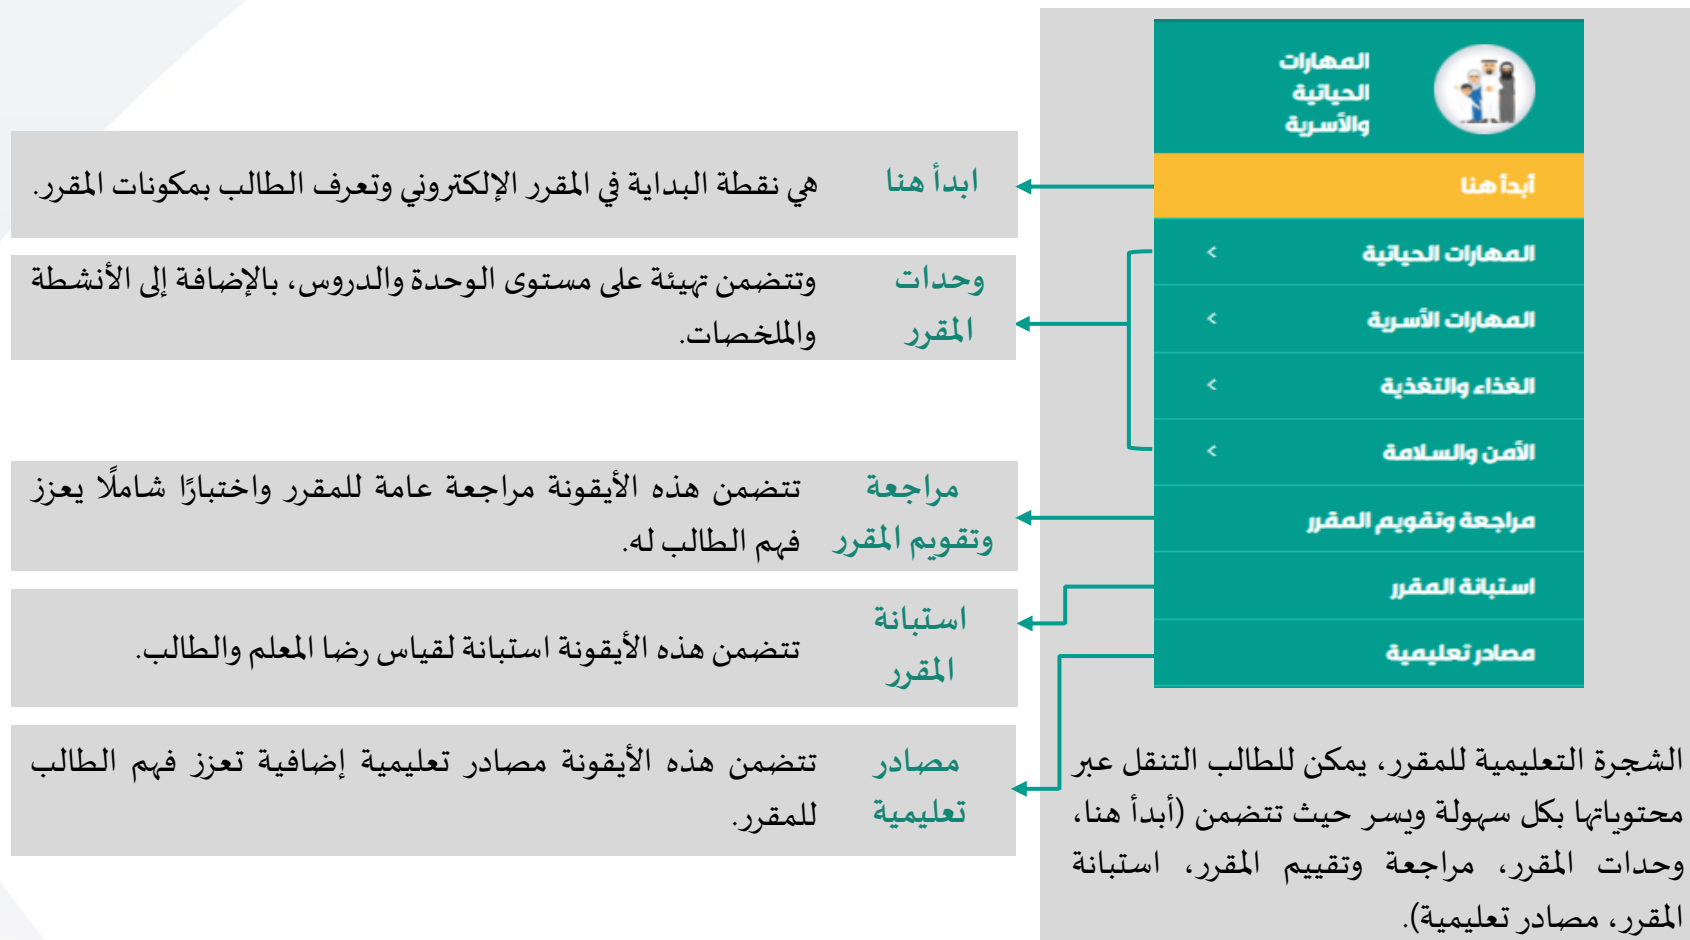 المهارات
الحياتية
والأسرية
أبدأ هنا
المهارات الحياتية
المهارات الأسرية
الغذاء والتغذية
الأمن والسلامة
مراجعة وتقويم المقرر
استبانة المقرر
مصادر تعليمية
الشجرة التعليمية للمقرر، يمكن للطالب التنقل عبر
محتوياتها بكل سهولة ويسر حيث تتضمن (أبدأ هنا،
وحدات المقرر، مراجعة وتقييم المقرر، استبانة
المقرر، مصادر تعليمية).
ابدأ هنا
هي نقطة البداية في المقرر الإلكتروني وتعرف الطالب بمكونات المقرر.
وحدات
المقرر
وتتضمن تهيئة على مستوى الوحدة والدروس، بالإضافة إلى الأنشطة
والملخصات.
مراجعة
وتقويم المقرر
تتضمن هذه الأيقونة مراجعة عامة للمقرر واختبارًا شاملًا يعزز
فهم الطالب له.
استبانة
المقرر
تتضمن هذه الأيقونة استبانة لقياس رضا المعلم والطالب.
مصادر
تعليمية
تتضمن هذه الأيقونة مصادر تعليمية إضافية تعزز فهم الطالب
للمقرر.